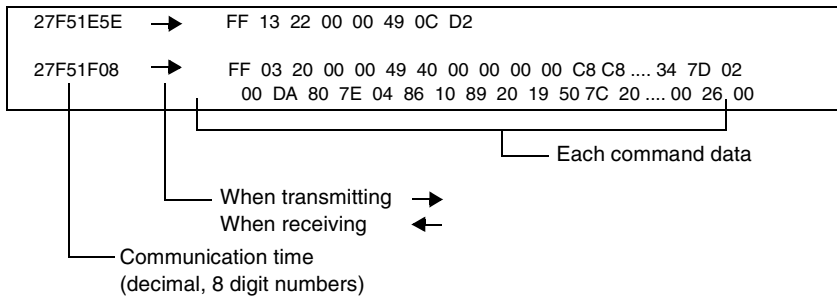 27F51E5E → FF 13 22 00 00 49 0C D2
27F51F08 → FF 03 20 00 00 49 40 00 00 00 00 C8 C8 .... 34 7D 02
00 DA 80 7E 04 86 10 89 20 19 50 7C 20 .... 00 26 00
Each command data
When transmitting →
When receiving ←
Communication time
(decimal, 8 digit numbers)